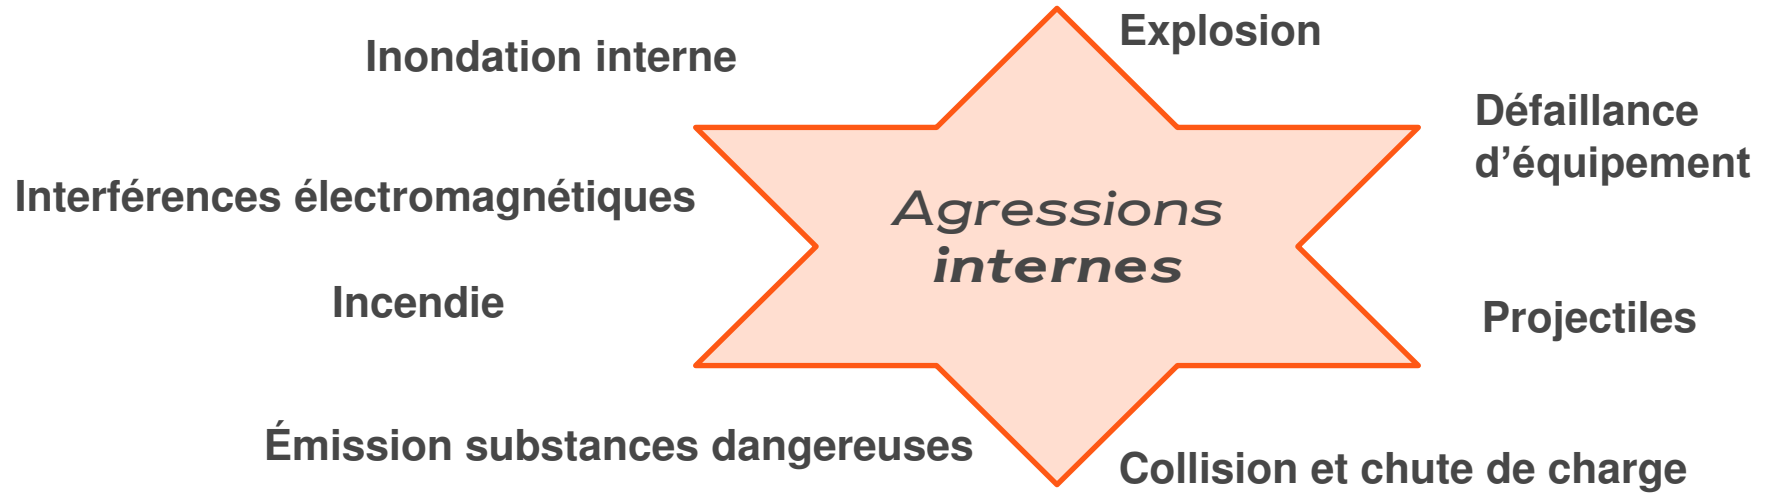 Explosion
Inondation interne
Défaillance
d’équipement
Interférences électromagnétiques
Agressions
internes
Incendie
Projectiles
Émission substances dangereuses
Collision et chute de charge